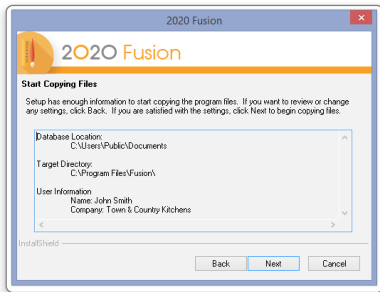 2020 Fusion
2020 Fusion
Start Copying Files
Setup has enough information to start copying the program files. If you want to review or change
any settings, click Back. If you are satisfied with the settings, click Next to begin copying files.
Database Location:
C:\Users\Public\Documents
Target Directory:
C:\Program Files\Fusion\
User Information
Name: John Smith
Company: Town & Country Kitchens
InstallShield
Back
Next
Cancel